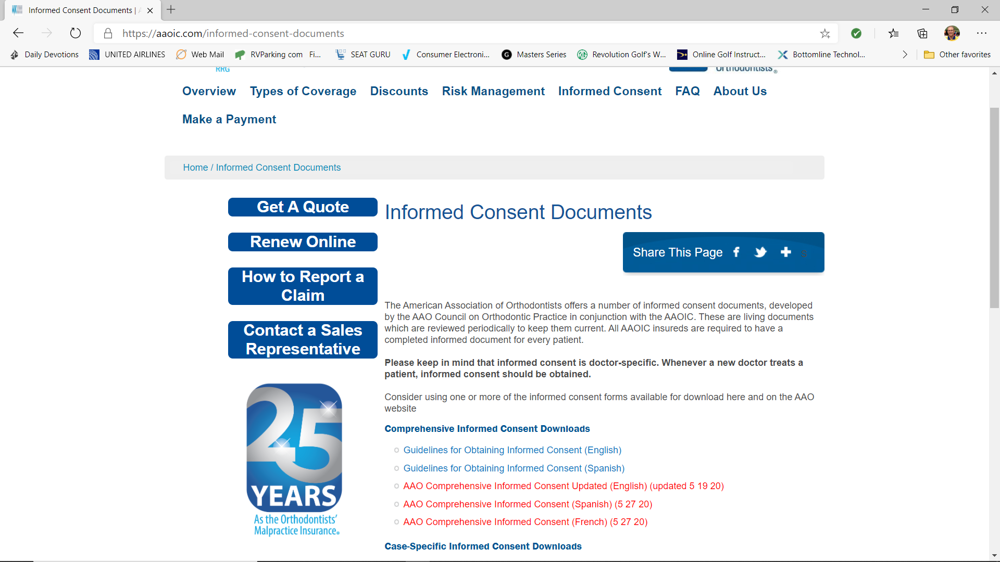 Informed Consent Documents |
https://aaoic.com/informed-consent-documents
Daily Devotions UNITED AIRLINES Web Mail RVParking com Fi... SEAT GURU Consumer Electroni... Masters Series Revolution Golf's W... Online Golf Instruct... Bottomline Technol... Other favorites
RRG Orthodontists®
Overview Types of Coverage Discounts Risk Management Informed Consent FAQ About Us
Make a Payment
Home / Informed Consent Documents
Get A Quote
Renew Online
How to Report a
Claim
Contact a Sales
Representative
25
YEARS
As the Orthodontists'
Malpractice Insurance®
Informed Consent Documents
Share This Page
The American Association of Orthodontists offers a number of informed consent documents, developed
by the AAO Council on Orthodontic Practice in conjunction with the AAOIC. These are living documents
which are reviewed periodically to keep them current. All AAOIC insureds are required to have a
completed informed document for every patient.
Please keep in mind that informed consent is doctor-specific. Whenever a new doctor treats a
patient, informed consent should be obtained.
Consider using one or more of the informed consent forms available for download here and on the AAO
website
Comprehensive Informed Consent Downloads
Guidelines for Obtaining Informed Consent (English)
Guidelines for Obtaining Informed Consent (Spanish)
AAO Comprehensive Informed Consent Updated (English) (updated 5 19 20)
AAO Comprehensive Informed Consent (Spanish) (5 27 20)
AAO Comprehensive Informed Consent (French) (5 27 20)
Case-Specific Informed Consent Downloads